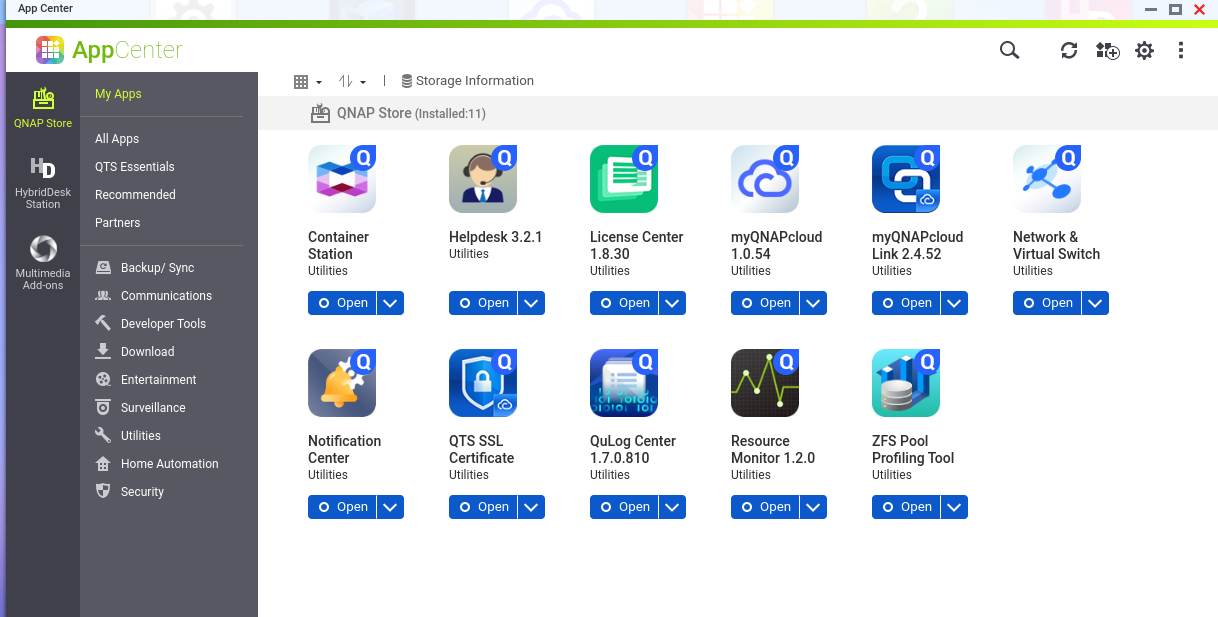 App Center
AppCenter
Storage Information
QNAP Store
HybridDesk
Station
Multimedia
Add-ons
My Apps
All Apps
QTS Essentials
Recommended
Partners
Backup/ Sync
Communications
Developer Tools
Download
Entertainment
Surveillance
Utilities
Home Automation
Security
QNAP Store (Installed:11)
Container
Station
Utilities
Open
Helpdesk 3.2.1
Utilities
Open
License Center
1.8.30
Utilities
Open
myQNAPcloud
1.0.54
Utilities
Open
myQNAPcloud
Link 2.4.52
Utilities
Open
Network &
Virtual Switch
Utilities
Open
Notification
Center
Utilities
Open
QTS SSL
Certificate
Utilities
Open
QuLog Center
1.7.0.810
Utilities
Open
Resource
Monitor 1.2.0
Utilities
Open
ZFS Pool
Profiling Tool
Utilities
Open